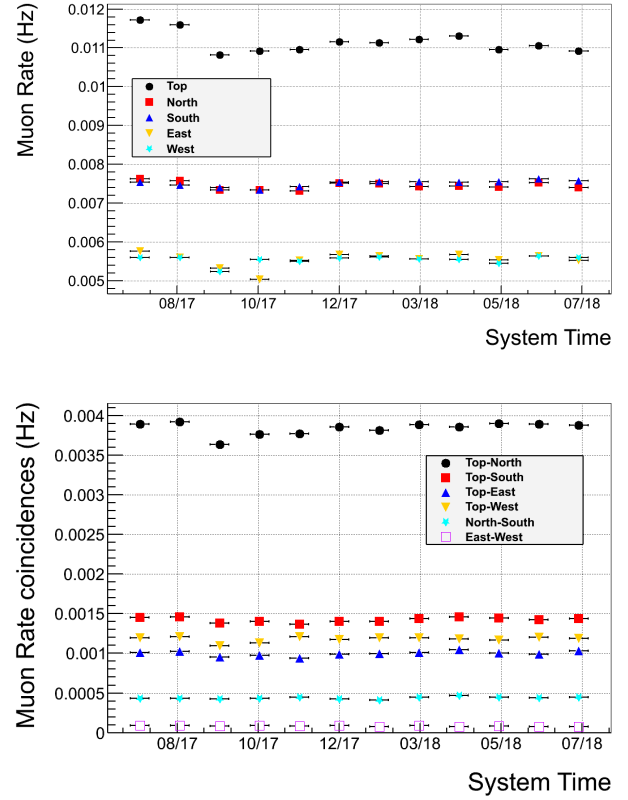 Muon Rate (Hz)
0.012
0.011
0.01
0.009
0.008
0.007
0.006
0.005
Top
North
South
East
West
08/17 10/17 12/17 03/18 05/18 07/18
System Time
Muon Rate coincidences (Hz)
0.004
0.0035
0.003
0.0025
0.002
0.0015
0.001
0.0005
0
Top-North
Top-South
Top-East
Top-West
North-South
East-West
08/17 10/17 12/17 03/18 05/18 07/18
System Time